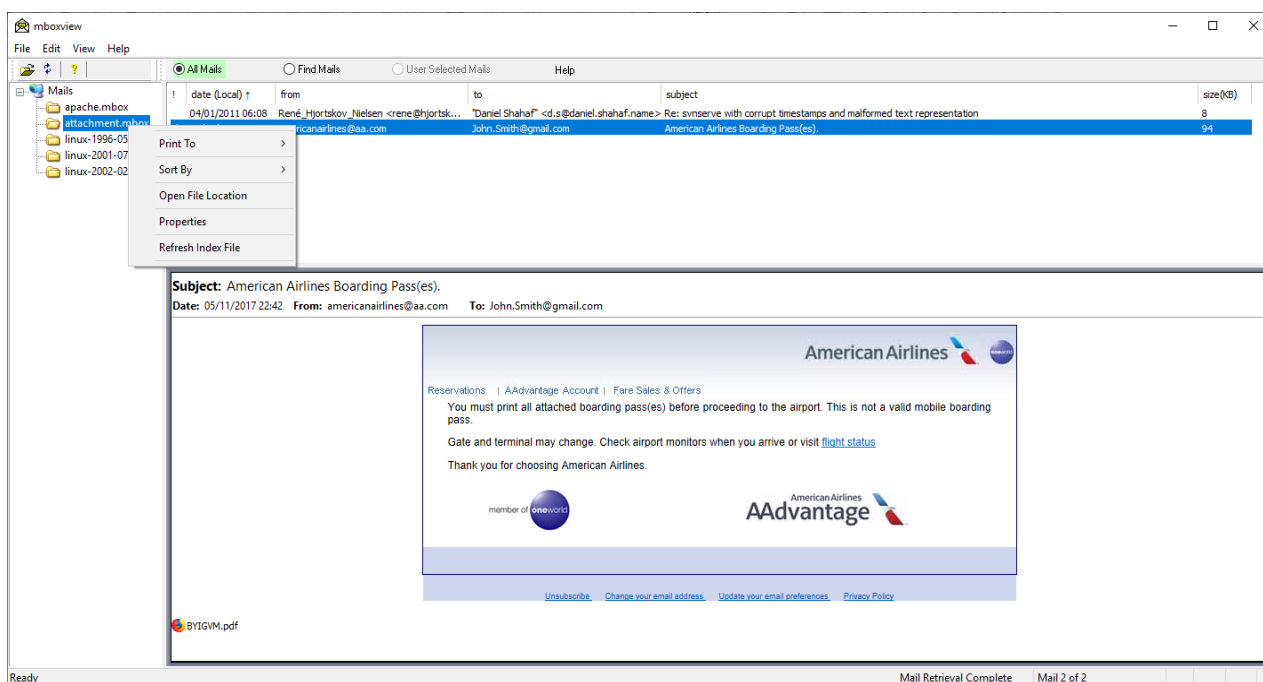 mboxview
File Edit View Help
All Mails Find Mails User Selected Mails Help
Mails
apache.mbox
attachment.mbox
linux-1996-05
linux-2001-07
linux-2002-02
! date (Local) ↑ from to subject size(KB)
04/01/2011 06:08 René_Hjortskov_Nielsen <rene@hjortsk... "Daniel Shahaf" <d.s@daniel.shahaf.name> Re: svnserve with corrupt timestamps and malformed text representation 8
ricanairlines@aa.com John.Smith@gmail.com American Airlines Boarding Pass(es). 94
Print To
Sort By
Open File Location
Properties
Refresh Index File
Subject: American Airlines Boarding Pass(es).
Date: 05/11/2017 22:42 From: americanairlines@aa.com To: John.Smith@gmail.com
American Airlines oneworld
Reservations | AAdvantage Account | Fare Sales & Offers
You must print all attached boarding pass(es) before proceeding to the airport. This is not a valid mobile boarding
pass.
Gate and terminal may change. Check airport monitors when you arrive or visit flight status
Thank you for choosing American Airlines.
member of oneworld
American Airlines
AAdvantage
Unsubscribe Change your email address Update your email preferences Privacy Policy
BYIGVM.pdf
Ready Mail Retrieval Complete Mail 2 of 2